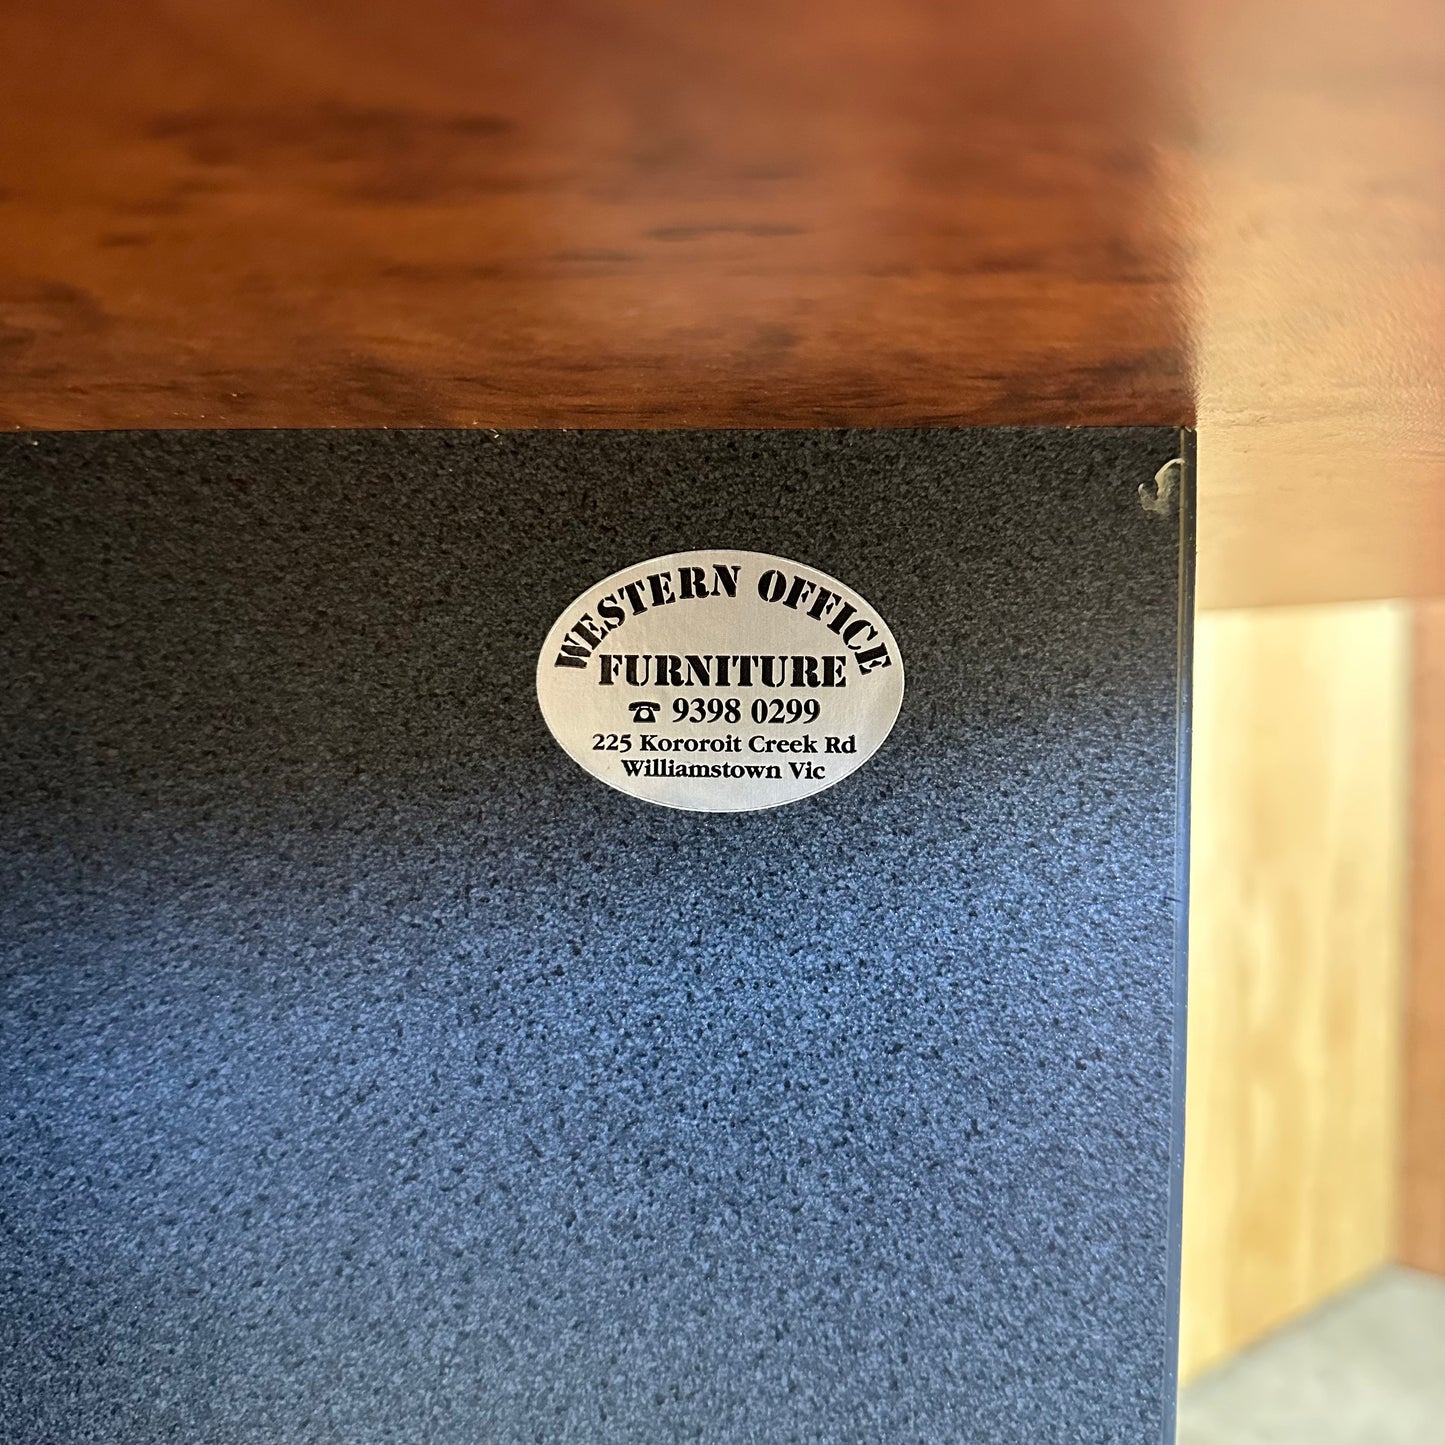 WESTERN OFFICE
FURNITURE
☎ 9398 0299
225 Kororoit Creek Rd
Williamstown Vic